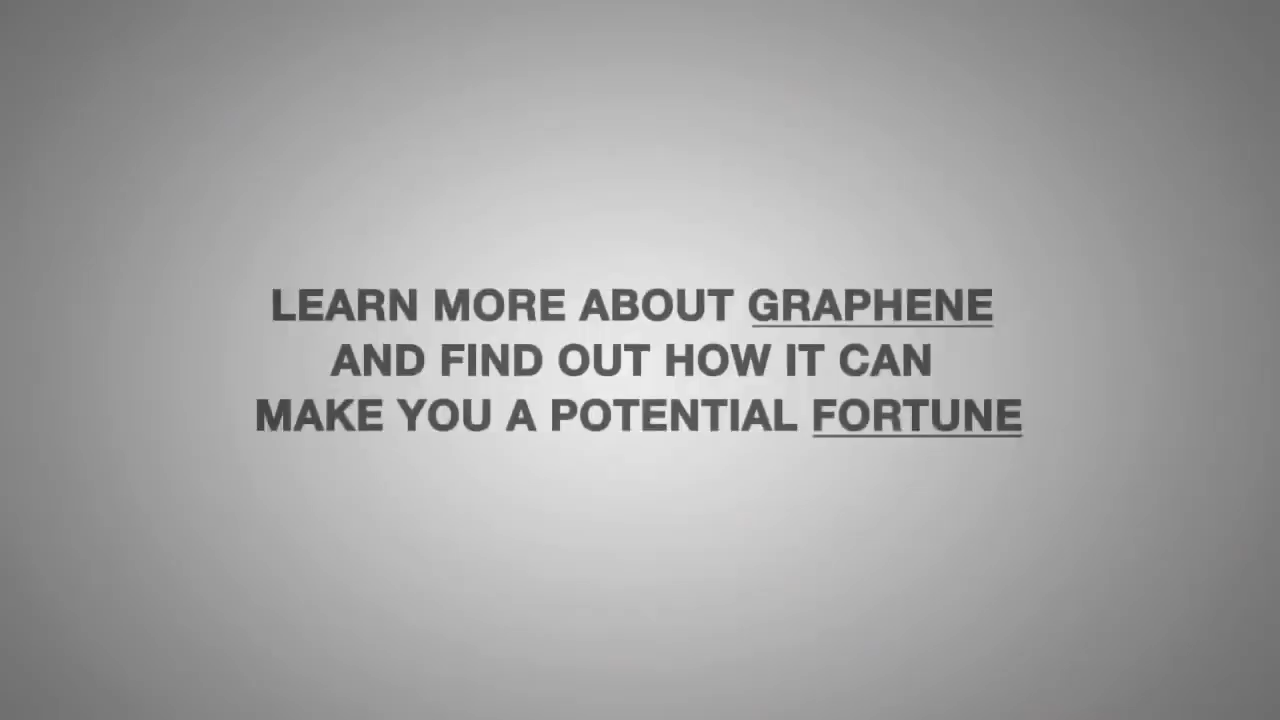 LEARN MORE ABOUT GRAPHENE
AND FIND OUT HOW IT CAN
MAKE YOU A POTENTIAL FORTUNE